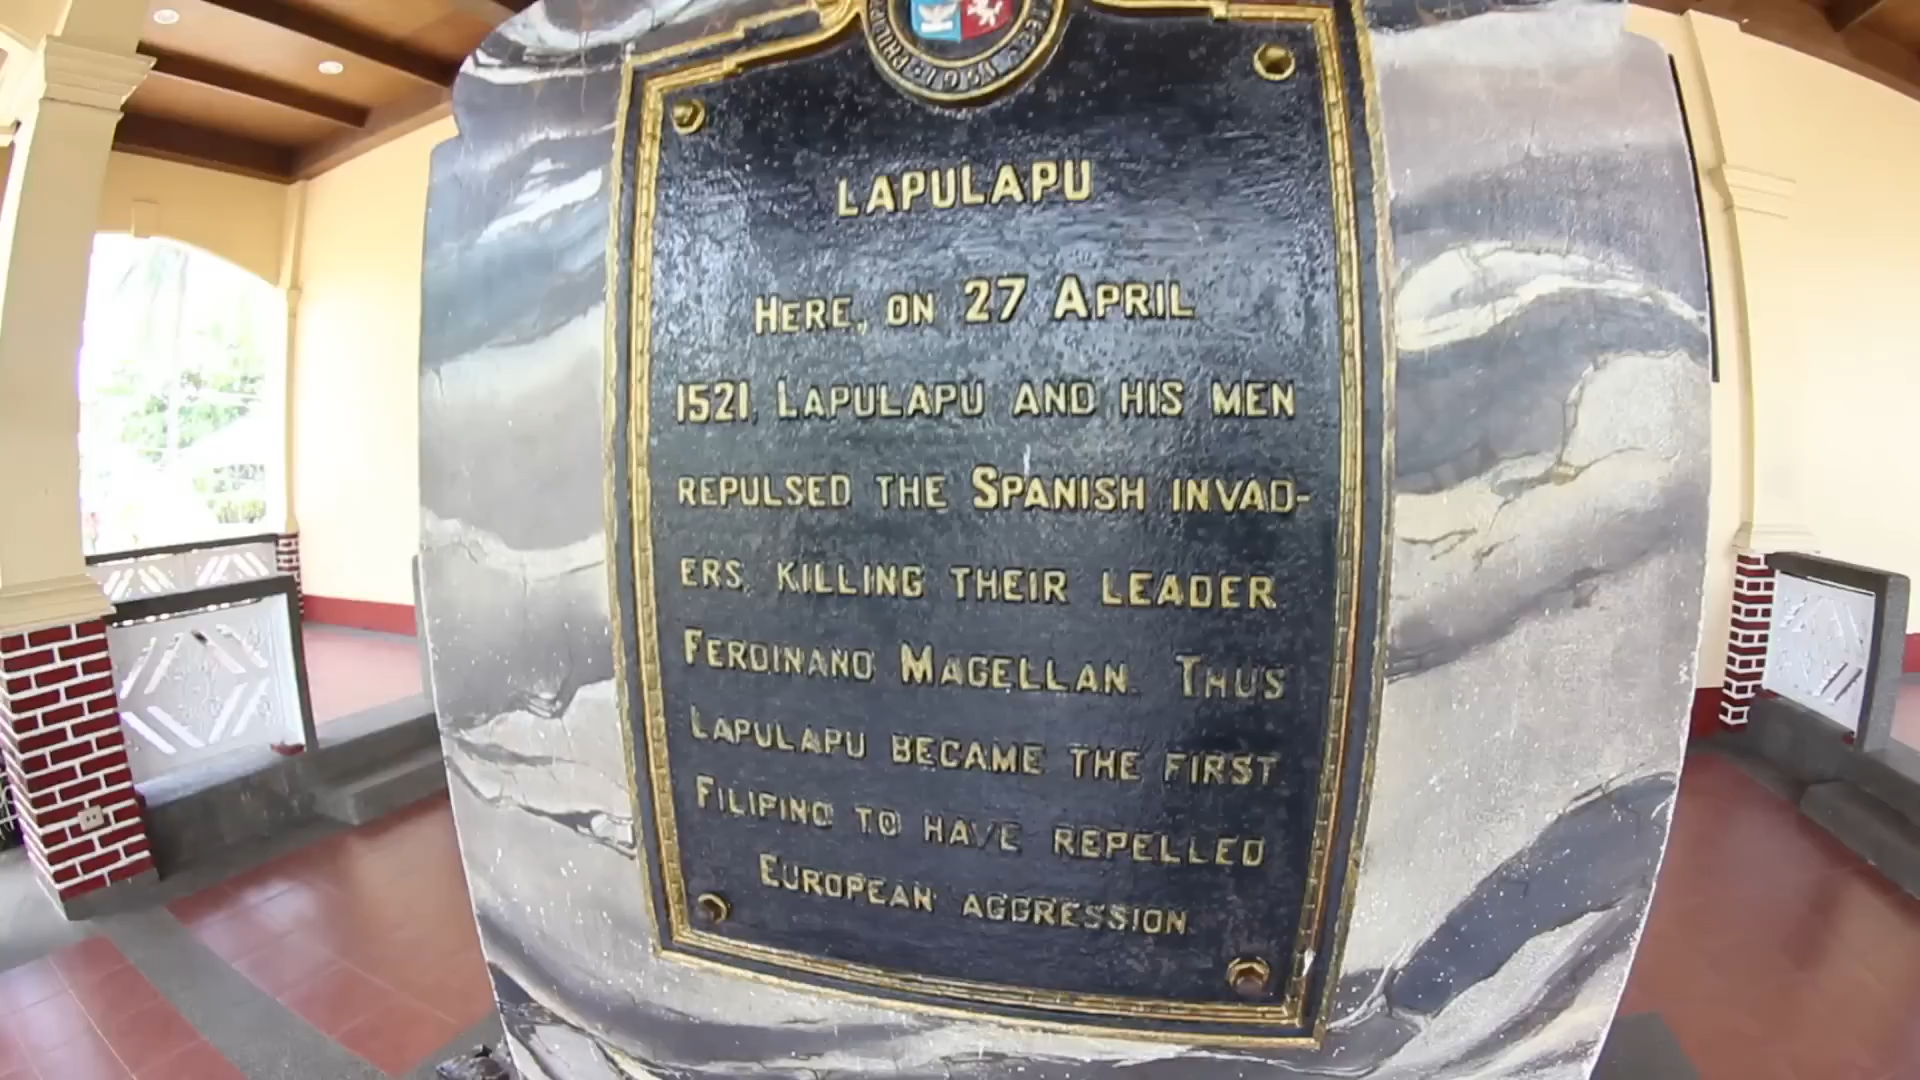 LAPULAPU
HERE, ON 27 APRIL
1521, LAPULAPU AND HIS MEN
REPULSED THE SPANISH INVAD-
ERS, KILLING THEIR LEADER
FERDINAND MAGELLAN. THUS
LAPULAPU BECAME THE FIRST
FILIPINO TO HAVE REPELLED
EUROPEAN AGGRESSION